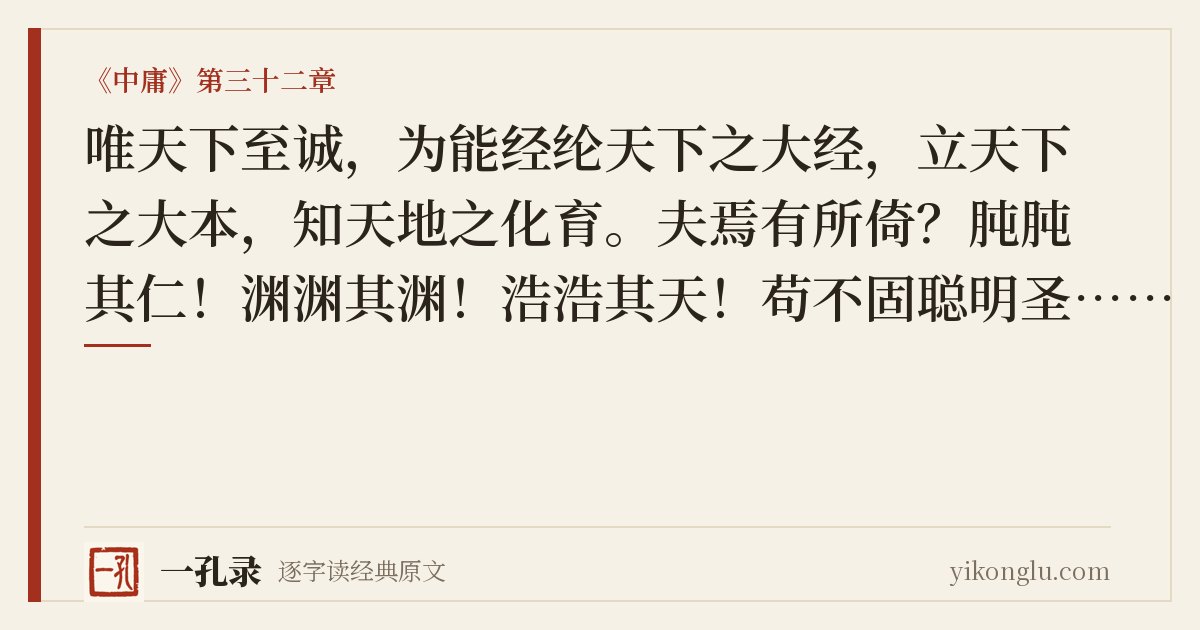 《中庸》第三十二章
唯天下至诚，为能经纶天下之大经，立天下
之大本，知天地之化育。夫焉有所倚？肫肫
其仁！渊渊其渊！浩浩其天！苟不固聪明圣……
一孔
一孔录 逐字读经典原文 yikonglu.com